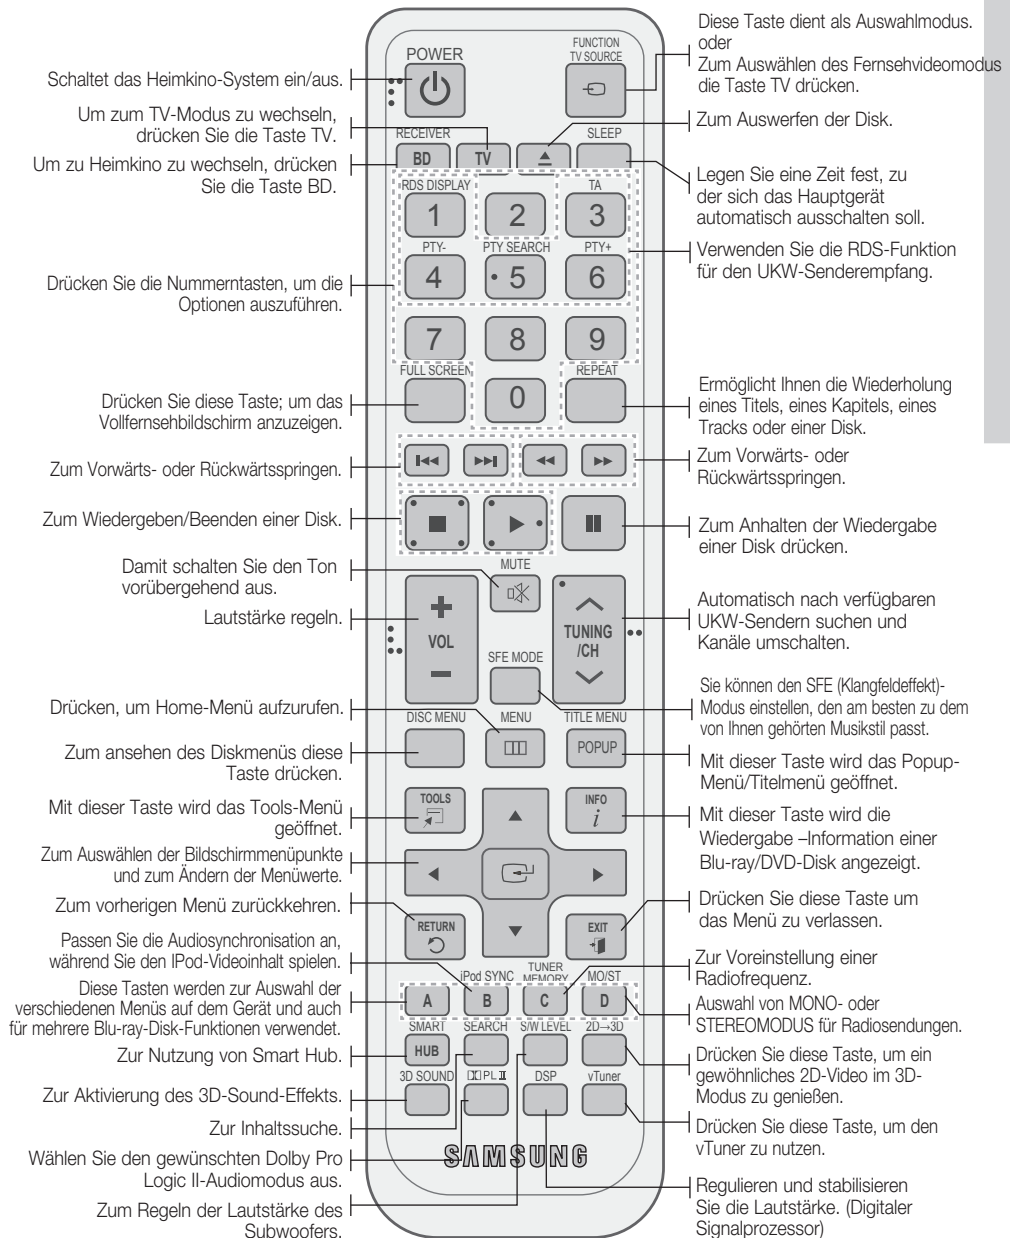 Schaltet das Heimkino-System ein/aus.
Um zum TV-Modus zu wechseln,
drücken Sie die Taste TV.
Um zu Heimkino zu wechseln, drücken
Sie die Taste BD.
Drücken Sie die Nummerntasten, um die
Optionen auszuführen.
Drücken Sie diese Taste; um das
Vollfernsehbildschirm anzuzeigen.
Zum Vorwärts- oder Rückwärtsspringen.
Zum Wiedergeben/Beenden einer Disk.
Damit schalten Sie den Ton
vorübergehend aus.
Lautstärke regeln.
Drücken, um Home-Menü aufzurufen.
Zum ansehen des Diskmenüs diese
Taste drücken.
Mit dieser Taste wird das Tools-Menü
geöffnet.
Zum Auswählen der Bildschirmmenüpunkte
und zum Ändern der Menüwerte.
Zum vorherigen Menü zurückkehren.
Passen Sie die Audiosynchronisation an,
während Sie den IPod-Videoinhalt spielen.
Diese Tasten werden zur Auswahl der
verschiedenen Menüs auf dem Gerät und auch
für mehrere Blu-ray-Disk-Funktionen verwendet.
Zur Nutzung von Smart Hub.
Zur Aktivierung des 3D-Sound-Effekts.
Zur Inhaltssuche.
Wählen Sie den gewünschten Dolby Pro
Logic II-Audiomodus aus.
Zum Regeln der Lautstärke des
Subwoofers.
POWER
FUNCTION
TV SOURCE
RECEIVER
SLEEP
BD
TV
RDS DISPLAY
TA
1
2
3
PTY-
PTY SEARCH
PTY+
4
5
6
7
8
9
FULL SCREEN
REPEAT
0
MUTE
VOL
TUNING
/CH
SFE MODE
DISC MENU
MENU
TITLE MENU
POPUP
TOOLS
INFO
i
RETURN
EXIT
iPod SYNC
TUNER
MEMORY
MO/ST
A
B
C
D
SMART
SEARCH
S/W LEVEL
2D→3D
HUB
3D SOUND
PL II
DSP
vTuner
SAMSUNG
Diese Taste dient als Auswahlmodus.
oder
Zum Auswählen des Fernsehvideomodus
die Taste TV drücken.
Zum Auswerfen der Disk.
Legen Sie eine Zeit fest, zu
der sich das Hauptgerät
automatisch ausschalten soll.
Verwenden Sie die RDS-Funktion
für den UKW-Senderempfang.
Ermöglicht Ihnen die Wiederholung
eines Titels, eines Kapitels, eines
Tracks oder einer Disk.
Zum Vorwärts- oder
Rückwärtsspringen.
Zum Anhalten der Wiedergabe
einer Disk drücken.
Automatisch nach verfügbaren
UKW-Sendern suchen und
Kanäle umschalten.
Sie können den SFE (Klangfeldeffekt)-
Modus einstellen, den am besten zu dem
von Ihnen gehörten Musikstil passt.
Mit dieser Taste wird das Popup-
Menü/Titelmenü geöffnet.
Mit dieser Taste wird die
Wiedergabe –Information einer
Blu-ray/DVD-Disk angezeigt.
Drücken Sie diese Taste um
das Menü zu verlassen.
Zur Voreinstellung einer
Radiofrequenz.
Auswahl von MONO- oder
STEREOMODUS für Radiosendungen.
Drücken Sie diese Taste, um ein
gewöhnliches 2D-Video im 3D-
Modus zu genießen.
Drücken Sie diese Taste, um den
vTuner zu nutzen.
Regulieren und stabilisieren
Sie die Lautstärke. (Digitaler
Signalprozessor)